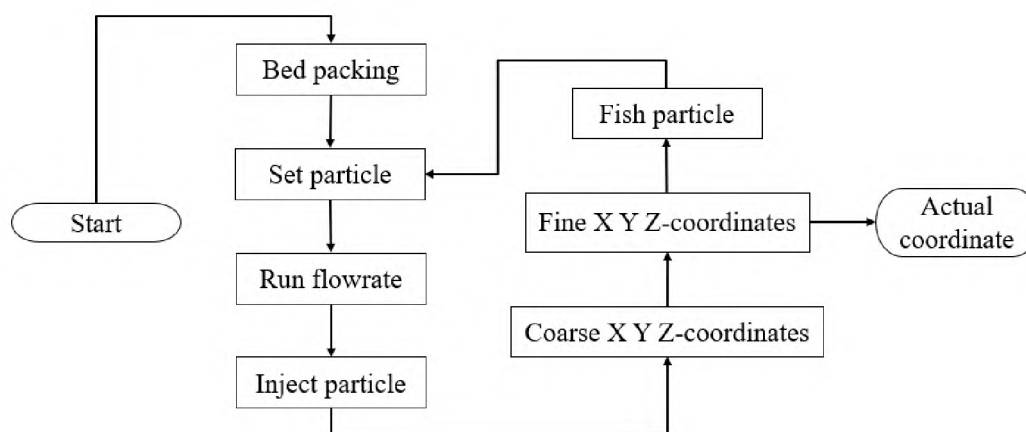 Start
Bed packing
Set particle
Run flowrate
Inject particle
Coarse X Y Z-coordinates
Fine X Y Z-coordinates
Fish particle
Actual
coordinate